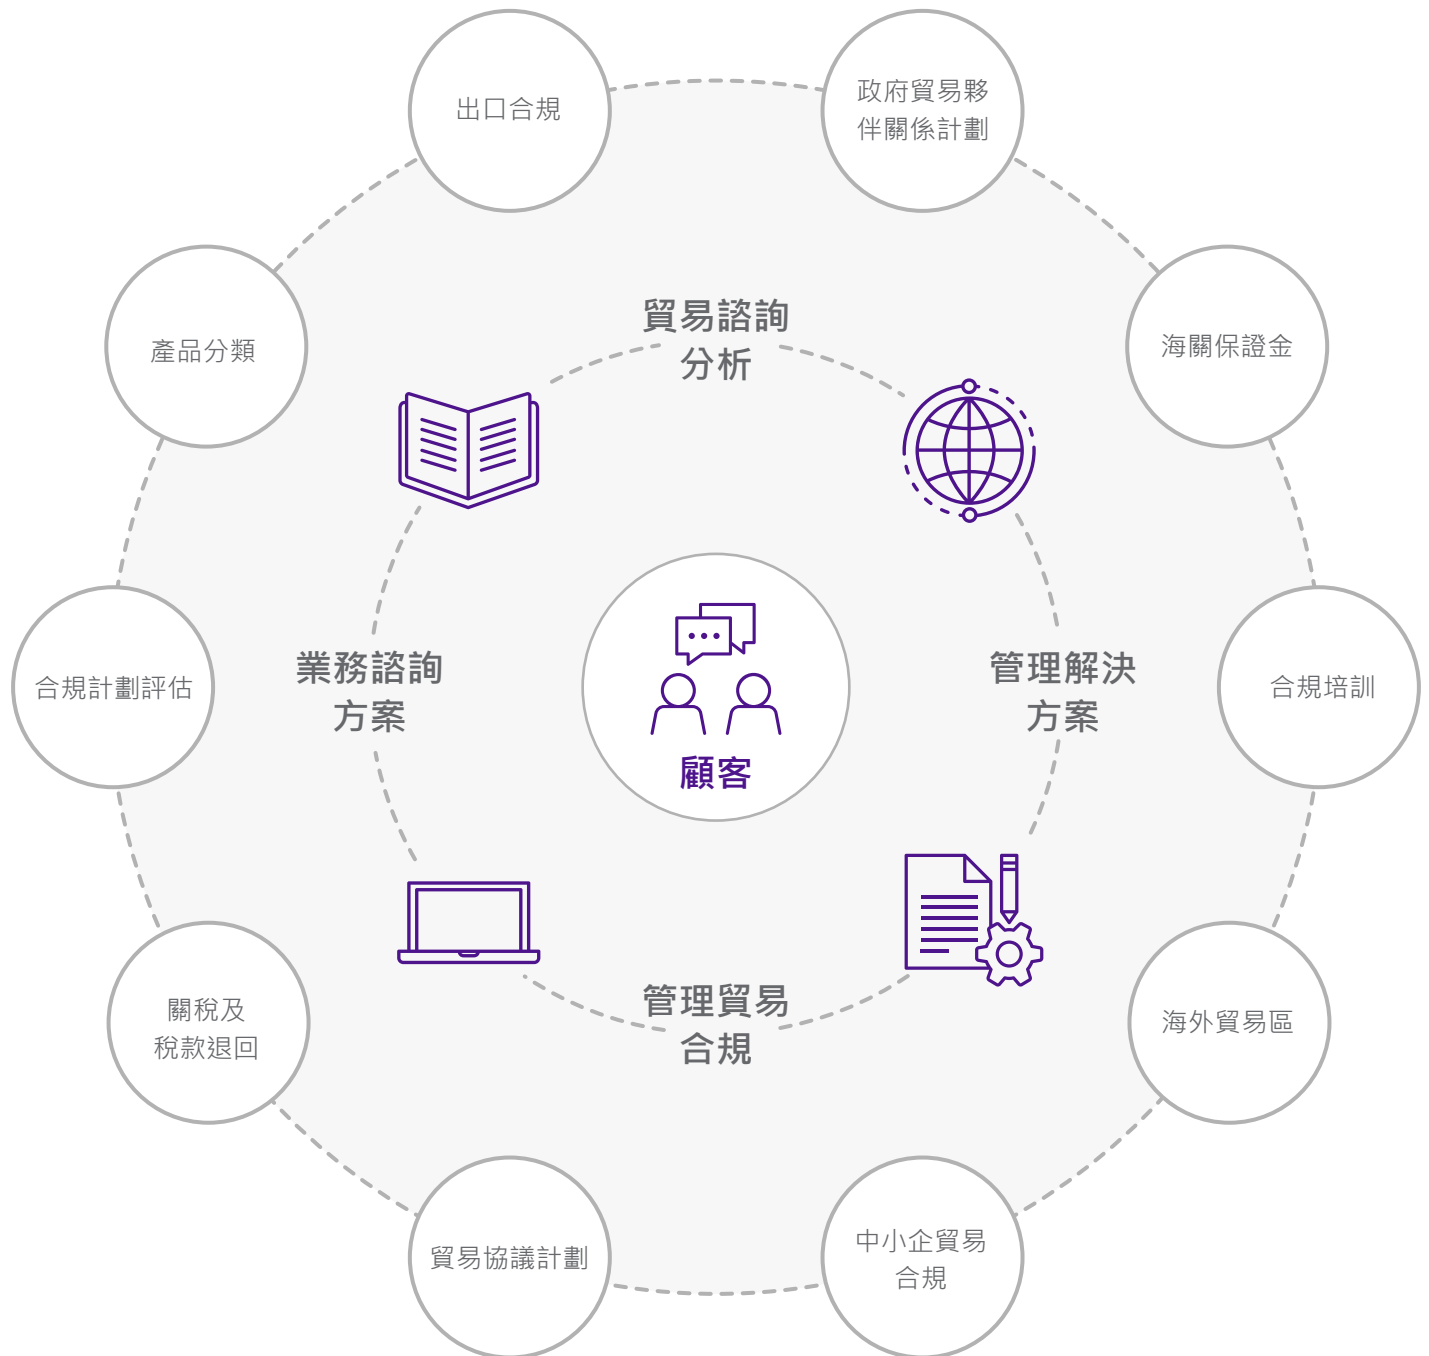 出口合規
政府貿易夥
伴關係計劃
產品分類
海關保證金
貿易諮詢
分析
合規計劃評估
業務諮詢
方案
顧客
管理解決
方案
合規培訓
關稅及
稅款退回
管理貿易
合規
海外貿易區
貿易協議計劃
中小企貿易
合規